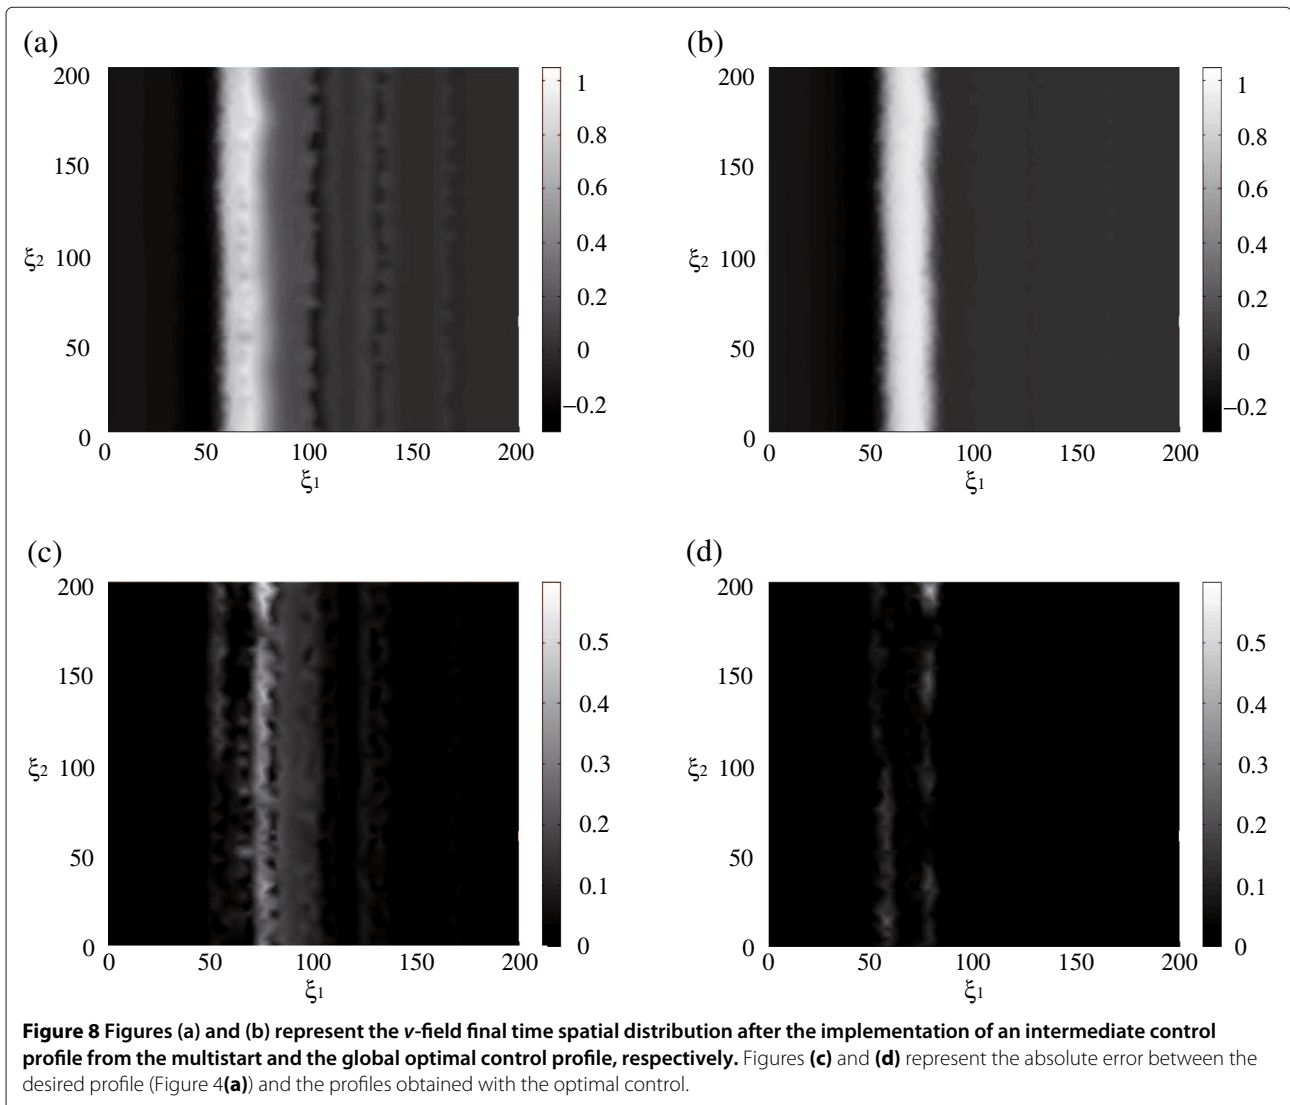 (a)
200
150
ξ2 100
50
0
0 50 100 150 200
ξ1
1
0.8
0.6
0.4
0.2
0
–0.2
(b)
200
150
ξ2 100
50
0
0 50 100 150 200
ξ1
1
0.8
0.6
0.4
0.2
0
–0.2
(c)
200
150
ξ2 100
50
0
0 50 100 150 200
ξ1
0.5
0.4
0.3
0.2
0.1
0
(d)
200
150
ξ2 100
50
0
0 50 100 150 200
ξ1
0.5
0.4
0.3
0.2
0.1
0
Figure 8 Figures (a) and (b) represent the v-field final time spatial distribution after the implementation of an intermediate control
profile from the multistart and the global optimal control profile, respectively. Figures (c) and (d) represent the absolute error between the
desired profile (Figure 4(a)) and the profiles obtained with the optimal control.